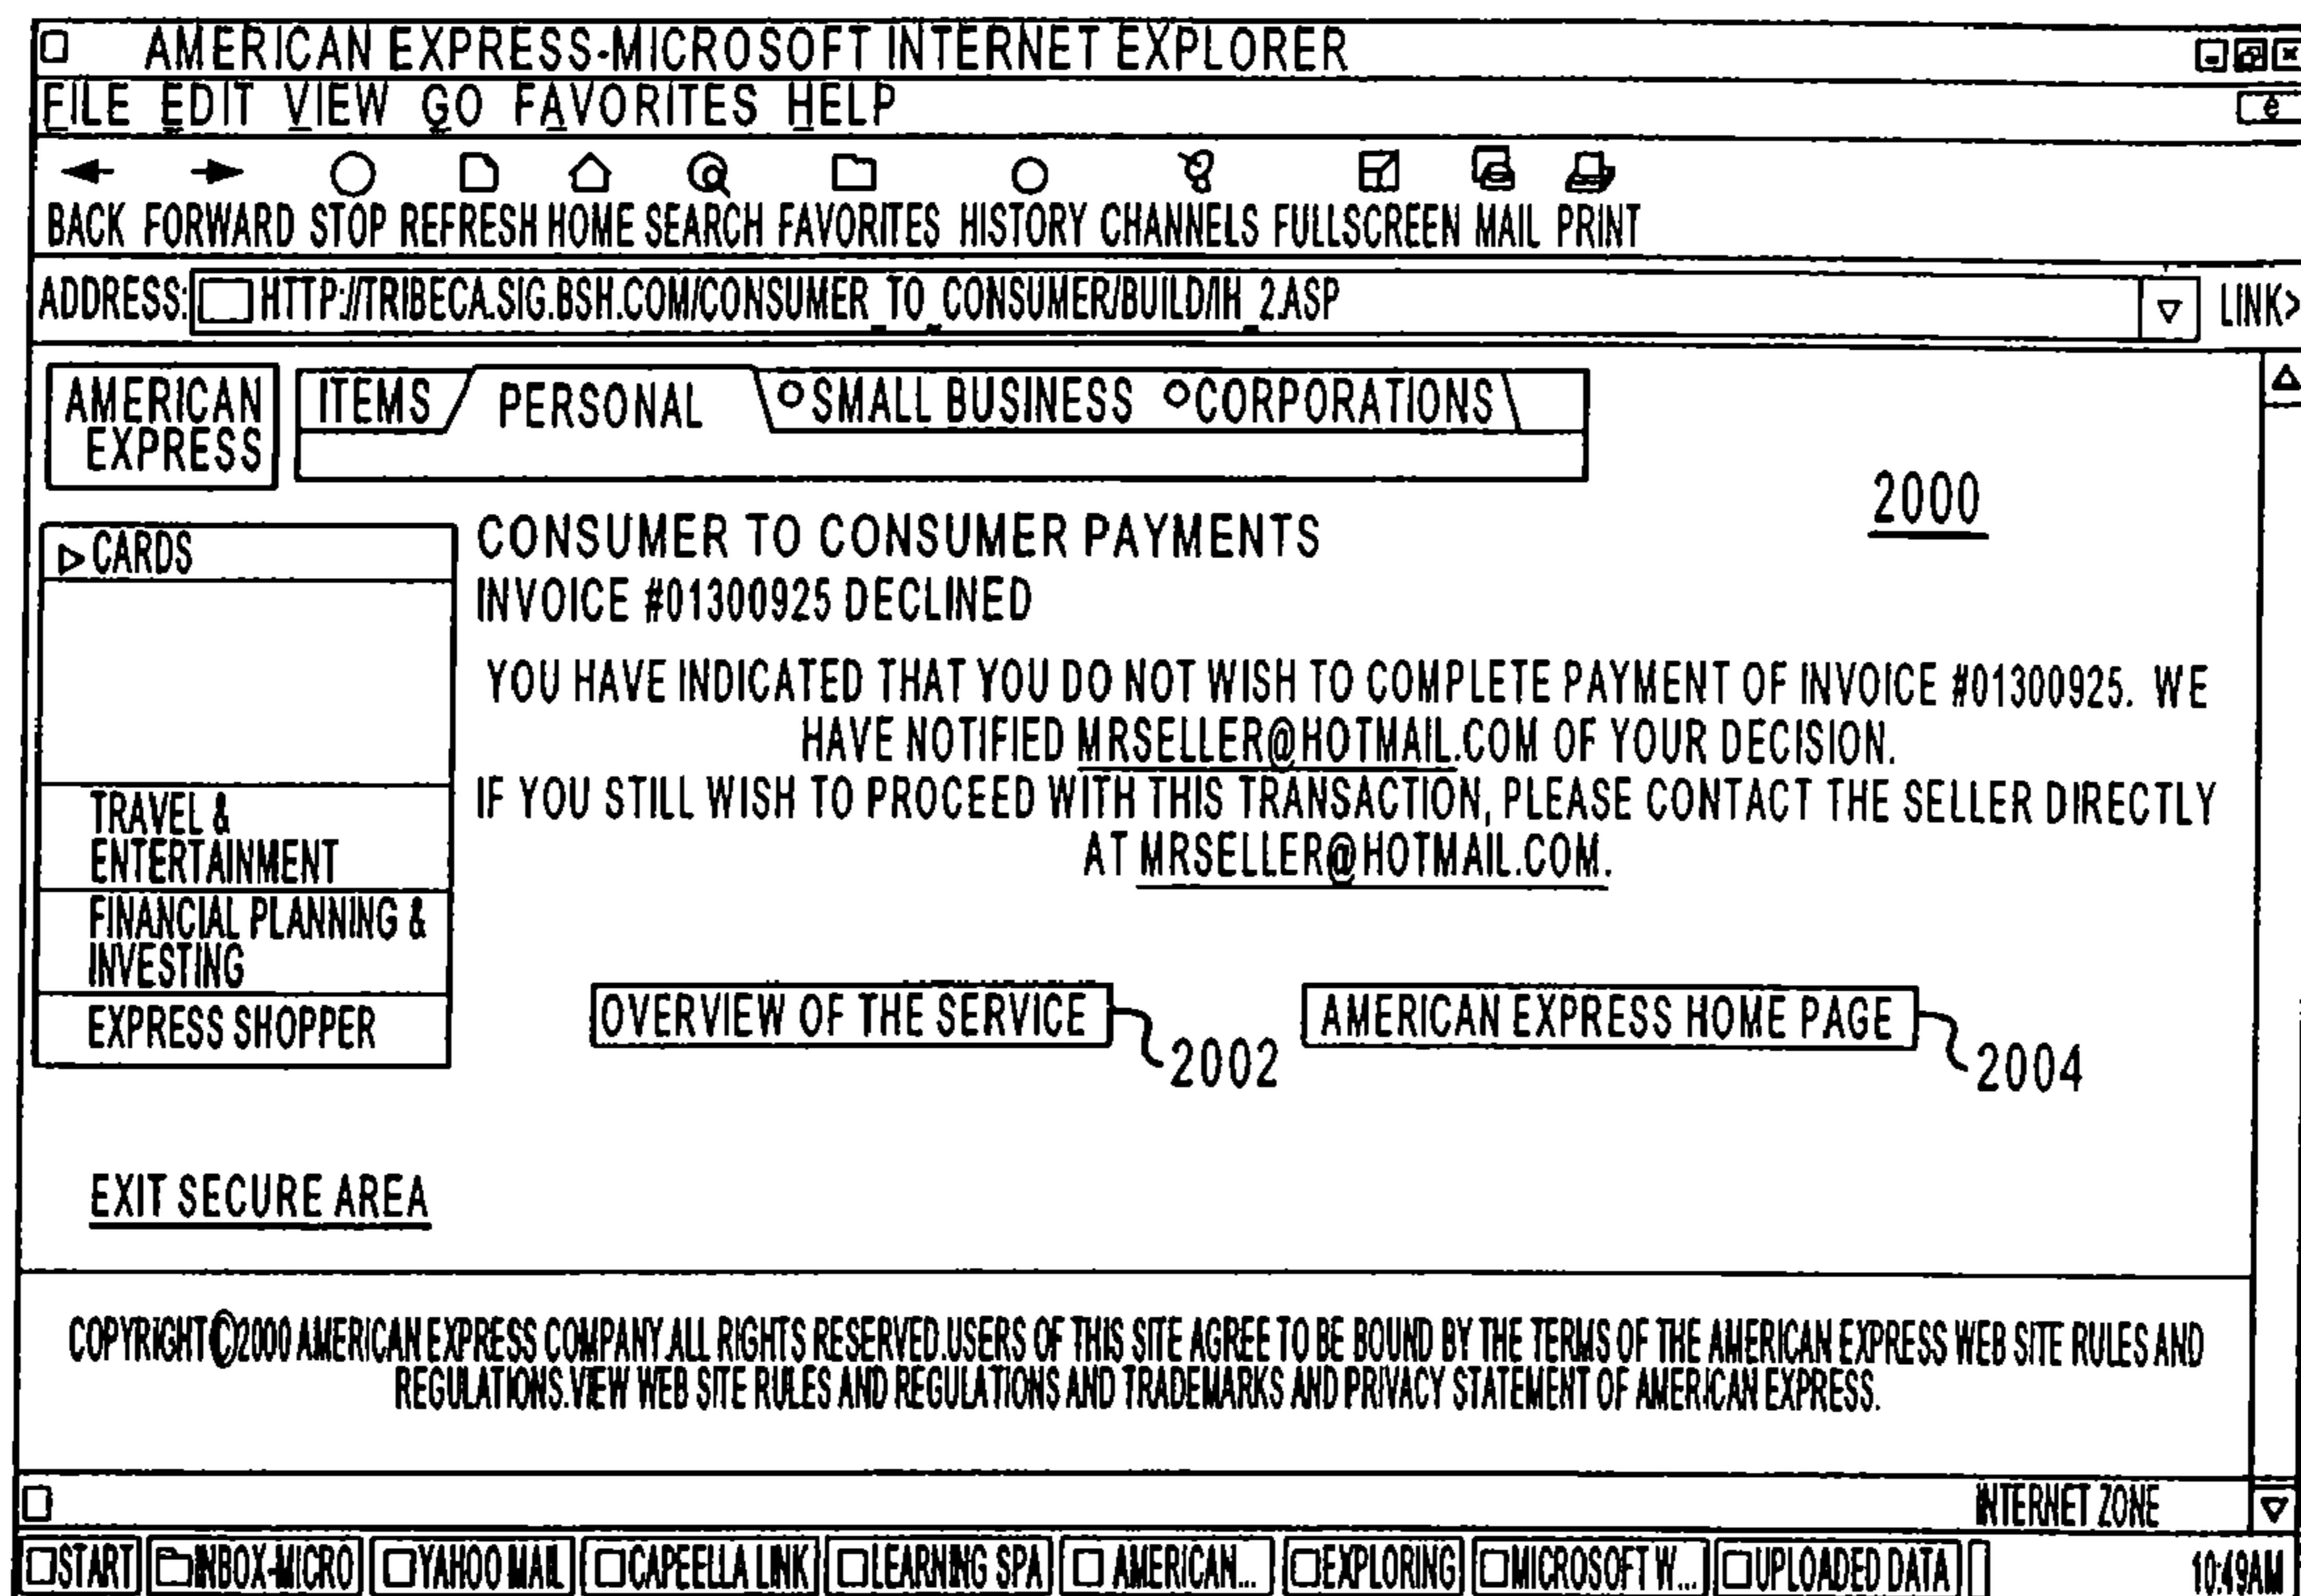 AMERICAN EXPRESS-MICROSOFT INTERNET EXPLORER
FILE EDIT VIEW GO FAVORITES HELP
e
BACK FORWARD STOP REFRESH HOME SEARCH FAVORITES HISTORY CHANNELS FULLSCREEN MAIL PRINT
ADDRESS: HTTP://TRIBECA.SIG.BSH.COM/CONSUMER_TO_CONSUMER/BUILD/IH_2.ASP LINK>
AMERICAN
EXPRESS
ITEMS PERSONAL SMALL BUSINESS CORPORATIONS
2000
CARDS
TRAVEL &
ENTERTAINMENT
FINANCIAL PLANNING &
INVESTING
EXPRESS SHOPPER
CONSUMER TO CONSUMER PAYMENTS
INVOICE #01300925 DECLINED
YOU HAVE INDICATED THAT YOU DO NOT WISH TO COMPLETE PAYMENT OF INVOICE #01300925. WE
HAVE NOTIFIED MRSELLER@HOTMAIL.COM OF YOUR DECISION.
IF YOU STILL WISH TO PROCEED WITH THIS TRANSACTION, PLEASE CONTACT THE SELLER DIRECTLY
AT MRSELLER@HOTMAIL.COM.
OVERVIEW OF THE SERVICE 2002
AMERICAN EXPRESS HOME PAGE 2004
EXIT SECURE AREA
COPYRIGHT©2000 AMERICAN EXPRESS COMPANY.ALL RIGHTS RESERVED.USERS OF THIS SITE AGREE TO BE BOUND BY THE TERMS OF THE AMERICAN EXPRESS WEB SITE RULES AND
REGULATIONS.VIEW WEB SITE RULES AND REGULATIONS AND TRADEMARKS AND PRIVACY STATEMENT OF AMERICAN EXPRESS.
INTERNET ZONE
START INBOX-MICRO YAHOO MAIL CAPEELLA LINK LEARNING SPA AMERICAN... EXPLORING MICROSOFT W... UPLOADED DATA 10:49AM